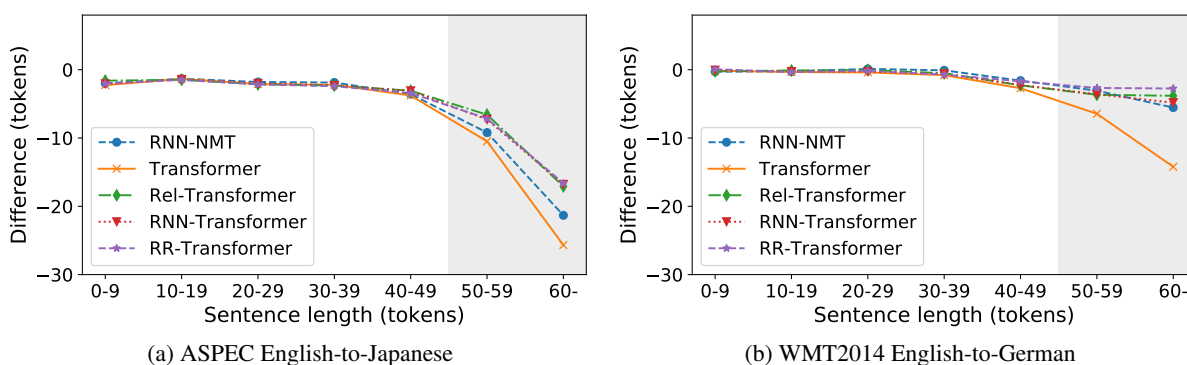 Difference (tokens)
0
−10
−20
−30
RNN-NMT
Transformer
Rel-Transformer
RNN-Transformer
RR-Transformer
0-9 10-19 20-29 30-39 40-49 50-59 60-
Sentence length (tokens)
(a) ASPEC English-to-Japanese
Difference (tokens)
0
−10
−20
−30
RNN-NMT
Transformer
Rel-Transformer
RNN-Transformer
RR-Transformer
0-9 10-19 20-29 30-39 40-49 50-59 60-
Sentence length (tokens)
(b) WMT2014 English-to-German